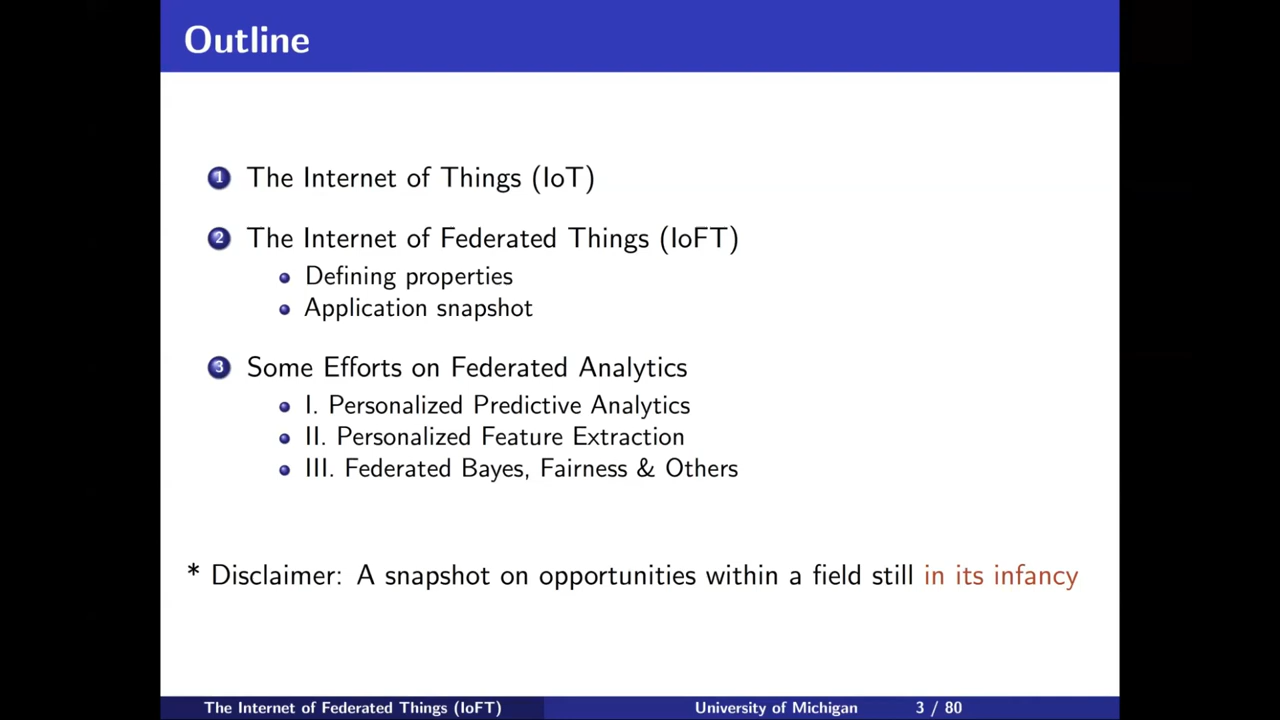 Outline
1 The Internet of Things (IoT)
2 The Internet of Federated Things (IoFT)
Defining properties
Application snapshot
3 Some Efforts on Federated Analytics
I. Personalized Predictive Analytics
II. Personalized Feature Extraction
III. Federated Bayes, Fairness & Others
* Disclaimer: A snapshot on opportunities within a field still in its infancy
The Internet of Federated Things (IoFT) University of Michigan 3 / 80